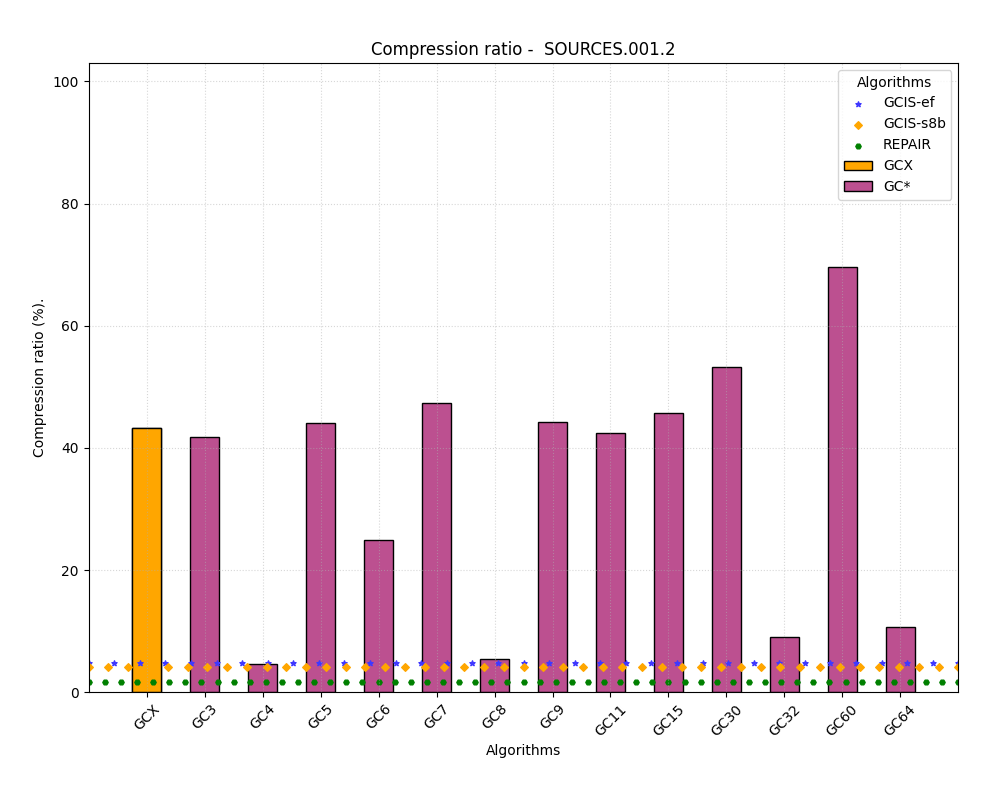 Compression ratio -  SOURCES.001.2
Algorithms
GCIS-ef
GCIS-s8b
REPAIR
GCX
GC*
Compression ratio (%).
100
80
60
40
20
0
GCX GC3 GC4 GC5 GC6 GC7 GC8 GC9 GC11 GC15 GC30 GC32 GC60 GC64
Algorithms